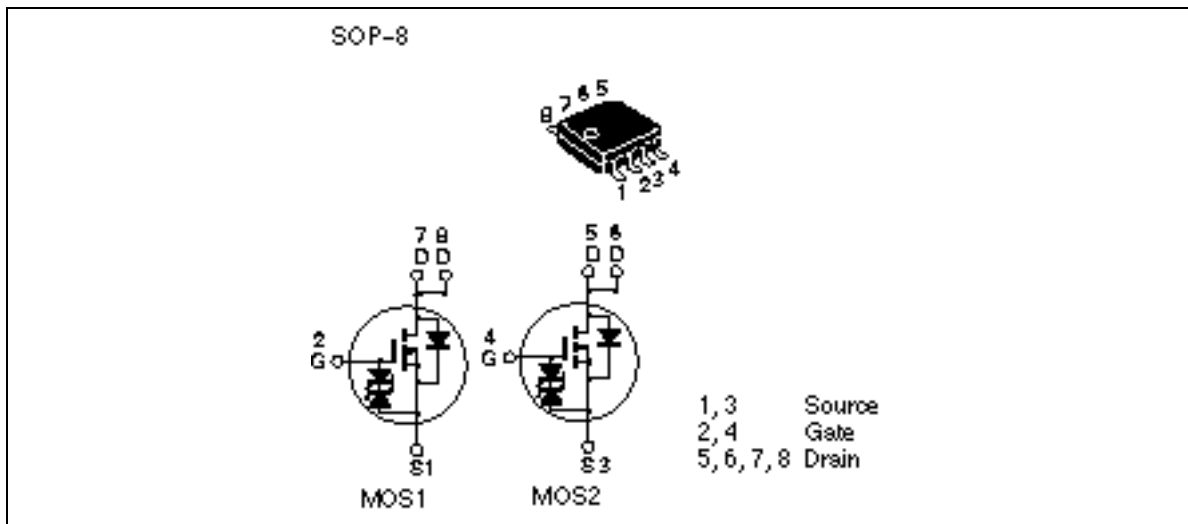 SOP-8
8 7 6 5
1 2 3 4
7 8
D D
2
G
S1
MOS1
5 6
D D
4
G
S3
MOS2
1, 3 Source
2, 4 Gate
5, 6, 7, 8 Drain